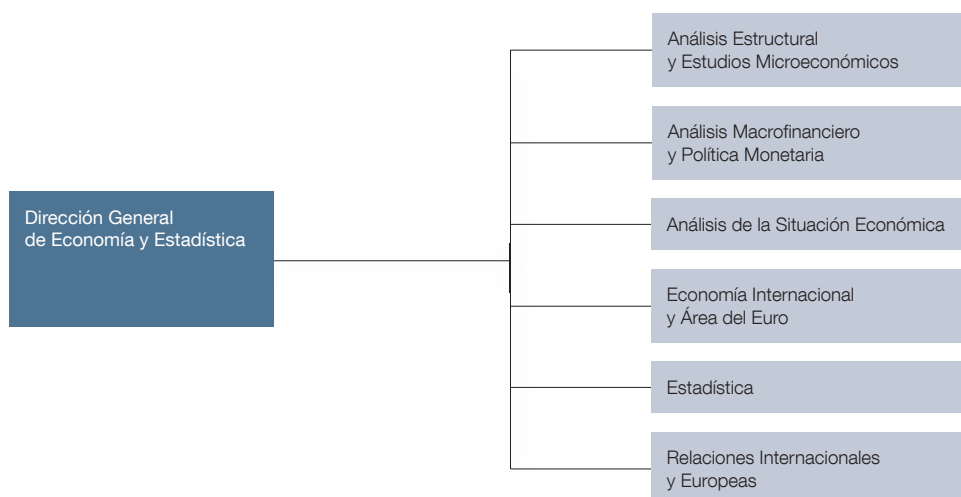 Dirección General
de Economía y Estadística
Análisis Estructural
y Estudios Microeconómicos
Análisis Macrofinanciero
y Política Monetaria
Análisis de la Situación Económica
Economía Internacional
y Área del Euro
Estadística
Relaciones Internacionales
y Europeas